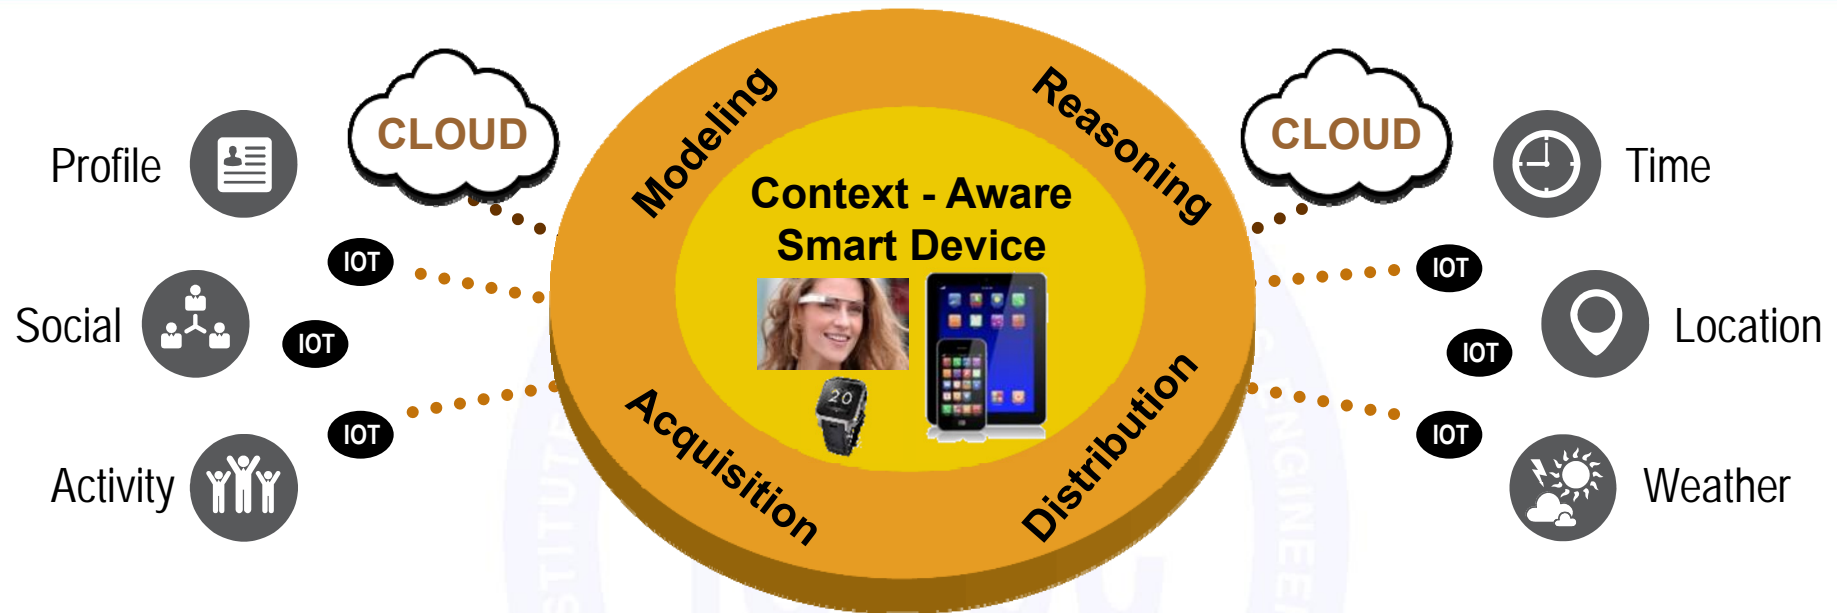 CLOUD
CLOUD
Modeling
Reasoning
Profile
Time
Context - Aware
Smart Device
IOT
IOT
Social
IOT
IOT
Location
20
Acquisition
Distribution
IOT
IOT
Activity
Weather